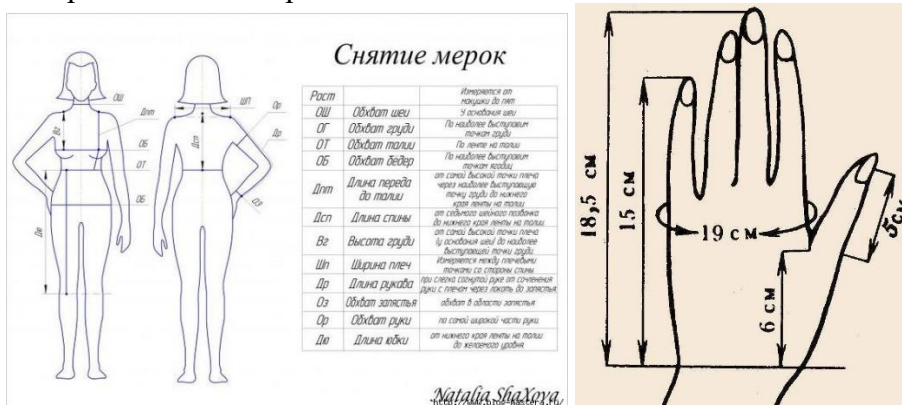 Снятие мерок
Рост
Измеряется от
макушки до пят
ОШ Обхват шеи У основания шеи
ОГ Обхват груди По наиболее выступающим
точкам груди
ОТ Обхват талии По ленте на талии
ОБ Обхват бедер По наиболее выступающим
точкам ягодиц
Дпт Длина переда
до талии
от самой высокой точки плеча
через наиболее выступающую
точку груди до нижнего
края ленты на талии
Дсп Длина спины от седьмого шейного позвонка
до нижнего края ленты на талии
Вг Высота груди от самой высокой точки плеча
(у основания шеи) до наиболее
выступающей точки груди
Шп Ширина плеч Измеряется между плечевыми
точками со стороны спины
Др Длина рукава при слегка согнутой руке от сочленения
руки с плечом через локоть до запястья
Оз Обхват запястья обхват в области запястья
Ор Обхват руки по самой широкой части руки
Дю Длина юбки от нижнего края ленты на талии
до желаемого уровня
ОШ
Дпт
Вг
ОБ
ОТ
ОБ
Дю
ШП
Ор
Дсп
Др
ОЗ
Natalia ShaXova
18,5 см
15 см
19 см
5см
6 см